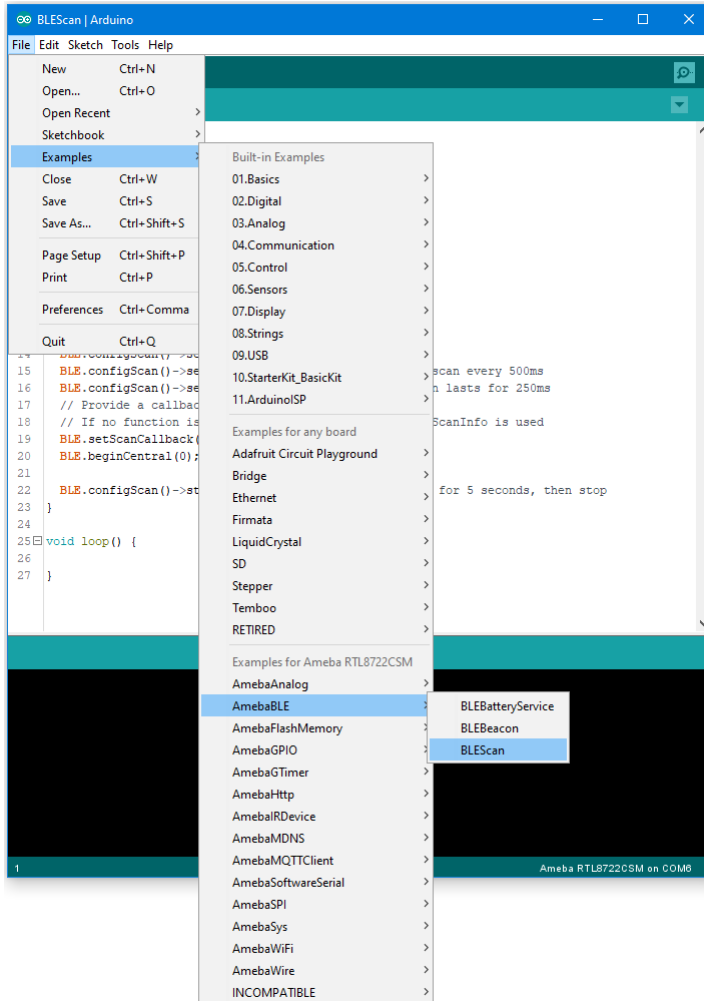 BLEScan | Arduino
File Edit Sketch Tools Help
New Ctrl+N
Open... Ctrl+O
Open Recent
Sketchbook
Examples
Close Ctrl+W
Save Ctrl+S
Save As... Ctrl+Shift+S
Page Setup Ctrl+Shift+P
Print Ctrl+P
Preferences Ctrl+Comma
Quit Ctrl+Q
Built-in Examples
01.Basics
02.Digital
03.Analog
04.Communication
05.Control
06.Sensors
07.Display
08.Strings
09.USB
10.StarterKit_BasicKit
11.ArduinoISP
Examples for any board
Adafruit Circuit Playground
Bridge
Ethernet
Firmata
LiquidCrystal
SD
Stepper
Temboo
RETIRED
Examples for Ameba RTL8722CSM
AmebaAnalog
AmebaBLE
AmebaFlashMemory
AmebaGPIO
AmebaGTimer
AmebaHttp
AmebaIRDevice
AmebaMDNS
AmebaMQTTClient
AmebaSoftwareSerial
AmebaSPI
AmebaSys
AmebaWiFi
AmebaWire
INCOMPATIBLE
BLEBatteryService
BLEBeacon
BLEScan
14 BLE.configScan()->se
15 BLE.configScan()->se scan every 500ms
16 BLE.configScan()->se n lasts for 250ms
17 // Provide a callbac
18 // If no function is ScanInfo is used
19 BLE.setScanCallback(
20 BLE.beginCentral(0);
21
22 BLE.configScan()->st for 5 seconds, then stop
23 }
24
25 void loop() {
26
27 }
1 Ameba RTL8722CSM on COM6